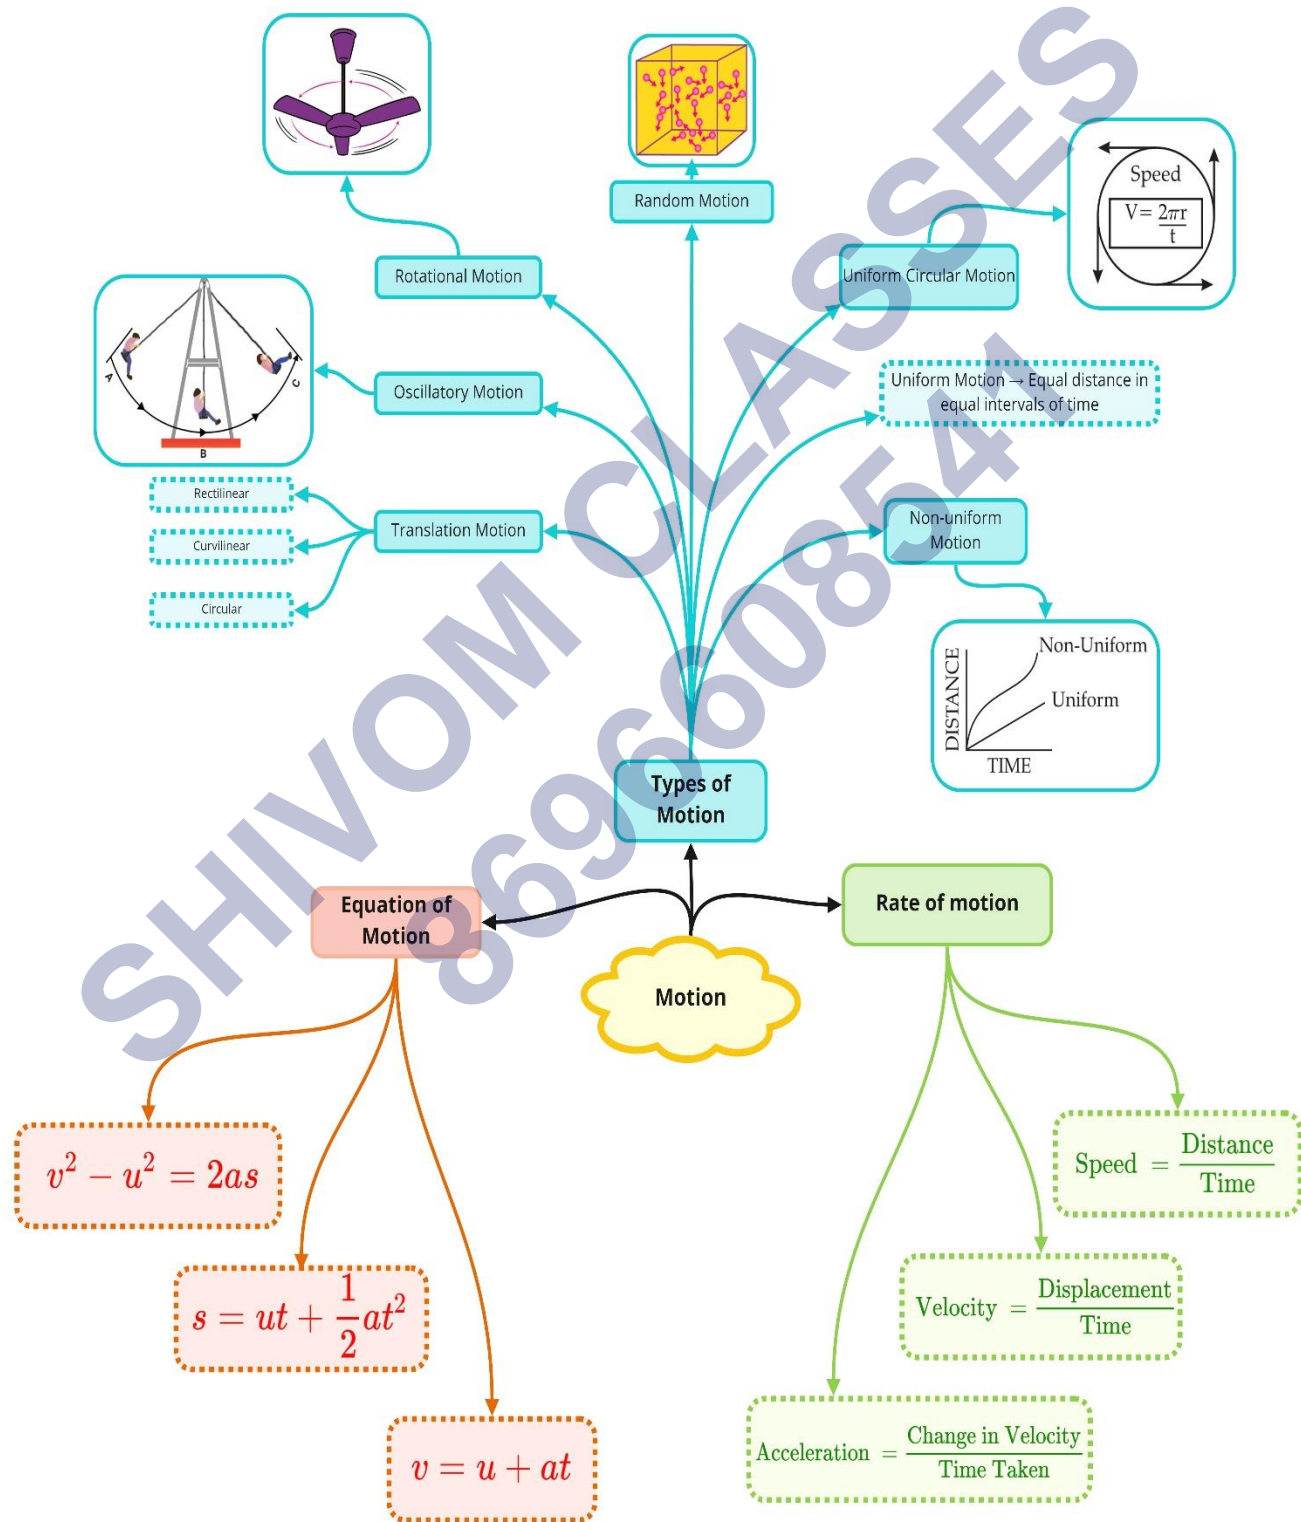 Random Motion
Speed
V = 2πr
t
Rotational Motion
Uniform Circular Motion
A
C
B
Oscillatory Motion
Uniform Motion → Equal distance in
equal intervals of time
Rectilinear
Curvilinear
Circular
Translation Motion
Non-uniform
Motion
DISTANCE
Non-Uniform
Uniform
TIME
Types of
Motion
Equation of
Motion
Rate of motion
Motion
v² − u² = 2as
s = ut + 1/2 at²
v = u + at
Speed = Distance
Time
Velocity = Displacement
Time
Acceleration = Change in Velocity
Time Taken
SHIVOM CLASSES
8696608541